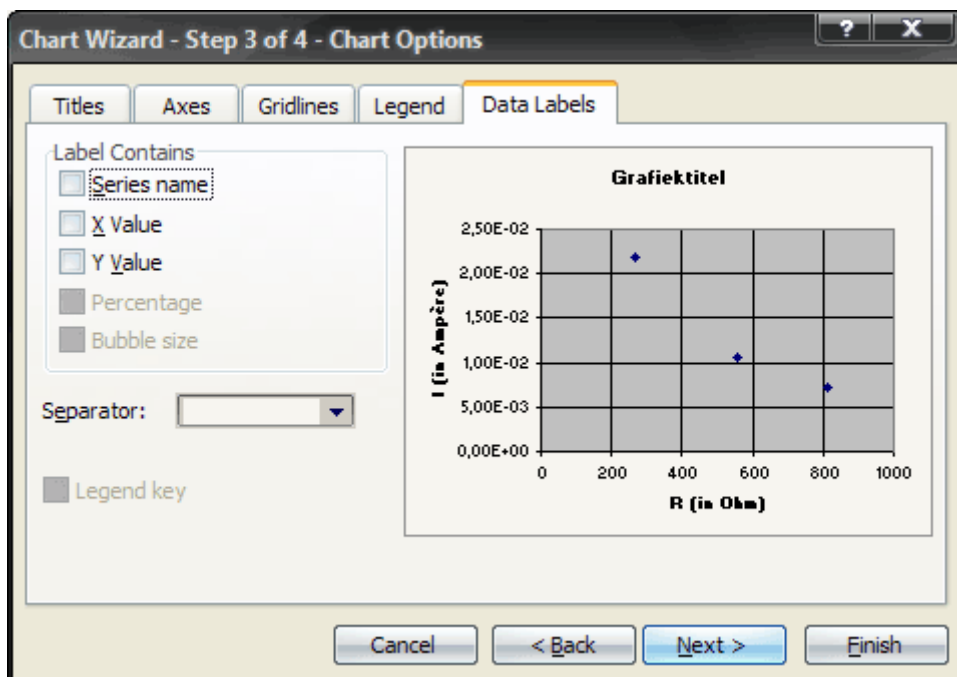 Chart Wizard - Step 3 of 4 - Chart Options
?
X
Titles
Axes
Gridlines
Legend
Data Labels
Label Contains
Series name
X Value
Y Value
Percentage
Bubble size
Separator:
Legend key
Grafiektitel
I (in Ampère)
2,50E-02
2,00E-02
1,50E-02
1,00E-02
5,00E-03
0,00E+00
0 200 400 600 800 1000
R (in Ohm)
Cancel
< Back
Next >
Finish